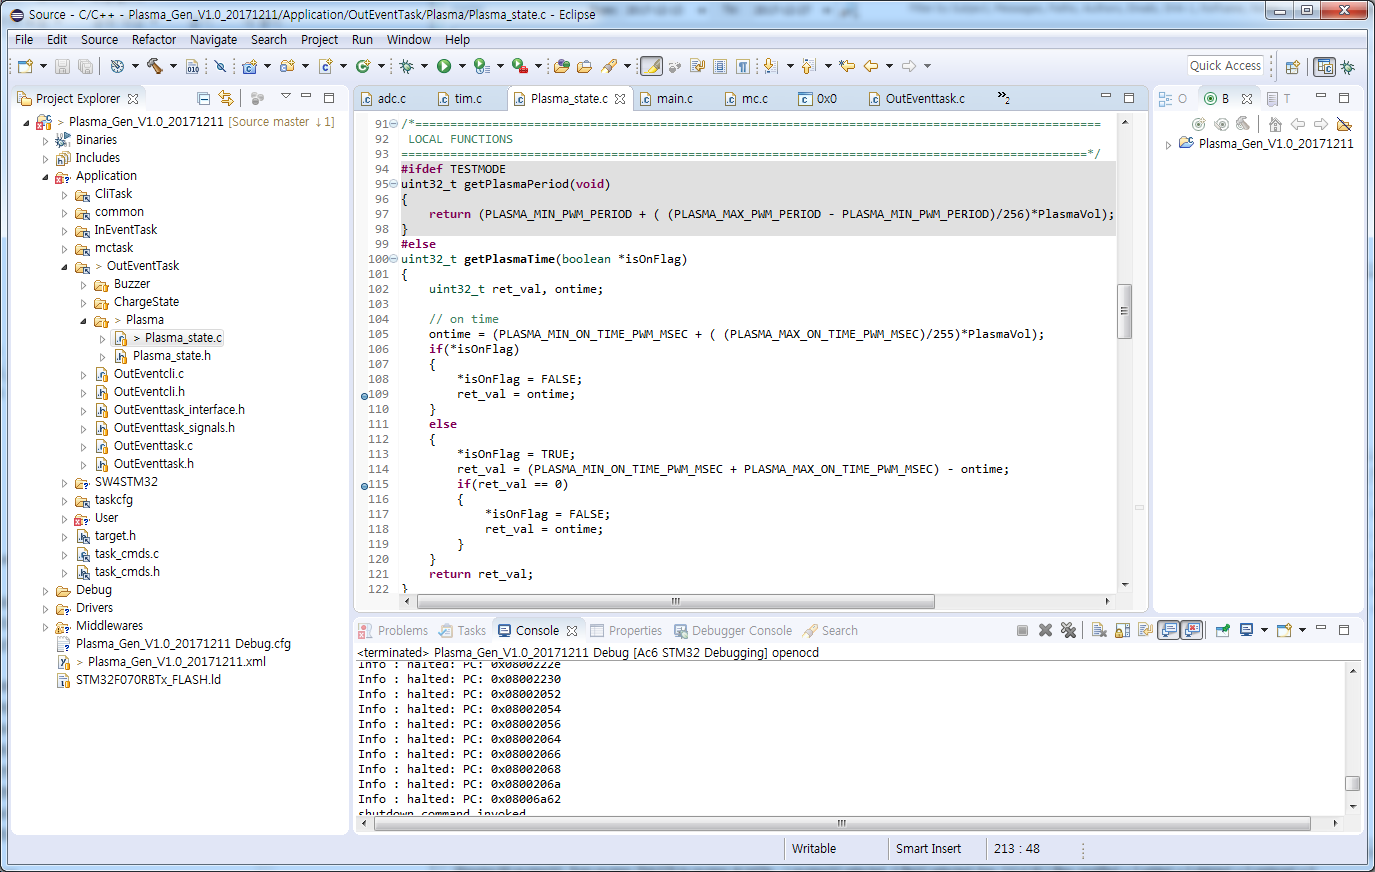 Source - C/C++ - Plasma_Gen_V1.0_20171211/Application/OutEventTask/Plasma/Plasma_state.c - Eclipse
File Edit Source Refactor Navigate Search Project Run Window Help
Quick Access
Project Explorer
> Plasma_Gen_V1.0_20171211 [Source master ↓1]
Binaries
Includes
Application
CliTask
common
InEventTask
mctask
> OutEventTask
Buzzer
ChargeState
> Plasma
> Plasma_state.c
Plasma_state.h
OutEventcli.c
OutEventcli.h
OutEventtask_interface.h
OutEventtask_signals.h
OutEventtask.c
OutEventtask.h
SW4STM32
taskcfg
User
target.h
task_cmds.c
task_cmds.h
Debug
Drivers
Middlewares
Plasma_Gen_V1.0_20171211 Debug.cfg
> Plasma_Gen_V1.0_20171211.xml
STM32F070RBTx_FLASH.ld
adc.c tim.c Plasma_state.c main.c mc.c 0x0 OutEventtask.c »2
91 /*==================================================================================================
92 LOCAL FUNCTIONS
93 ==================================================================================================*/
94 #ifdef TESTMODE
95 uint32_t getPlasmaPeriod(void)
96 {
97     return (PLASMA_MIN_PWM_PERIOD + ( (PLASMA_MAX_PWM_PERIOD - PLASMA_MIN_PWM_PERIOD)/256)*PlasmaVol);
98 }
99 #else
100 uint32_t getPlasmaTime(boolean *isOnFlag)
101 {
102     uint32_t ret_val, ontime;
103
104     // on time
105     ontime = (PLASMA_MIN_ON_TIME_PWM_MSEC + ( (PLASMA_MAX_ON_TIME_PWM_MSEC)/255)*PlasmaVol);
106     if(*isOnFlag)
107     {
108         *isOnFlag = FALSE;
109         ret_val = ontime;
110     }
111     else
112     {
113         *isOnFlag = TRUE;
114         ret_val = (PLASMA_MIN_ON_TIME_PWM_MSEC + PLASMA_MAX_ON_TIME_PWM_MSEC) - ontime;
115         if(ret_val == 0)
116         {
117             *isOnFlag = FALSE;
118             ret_val = ontime;
119         }
120     }
121     return ret_val;
122 }
O B T
Plasma_Gen_V1.0_20171211
Problems Tasks Console Properties Debugger Console Search
<terminated> Plasma_Gen_V1.0_20171211 Debug [Ac6 STM32 Debugging] openocd
Info : halted: PC: 0x0800222e
Info : halted: PC: 0x08002230
Info : halted: PC: 0x08002052
Info : halted: PC: 0x08002054
Info : halted: PC: 0x08002056
Info : halted: PC: 0x08002064
Info : halted: PC: 0x08002066
Info : halted: PC: 0x08002068
Info : halted: PC: 0x0800206a
Info : halted: PC: 0x08006a62
shutdown command invoked
Writable Smart Insert 213 : 48